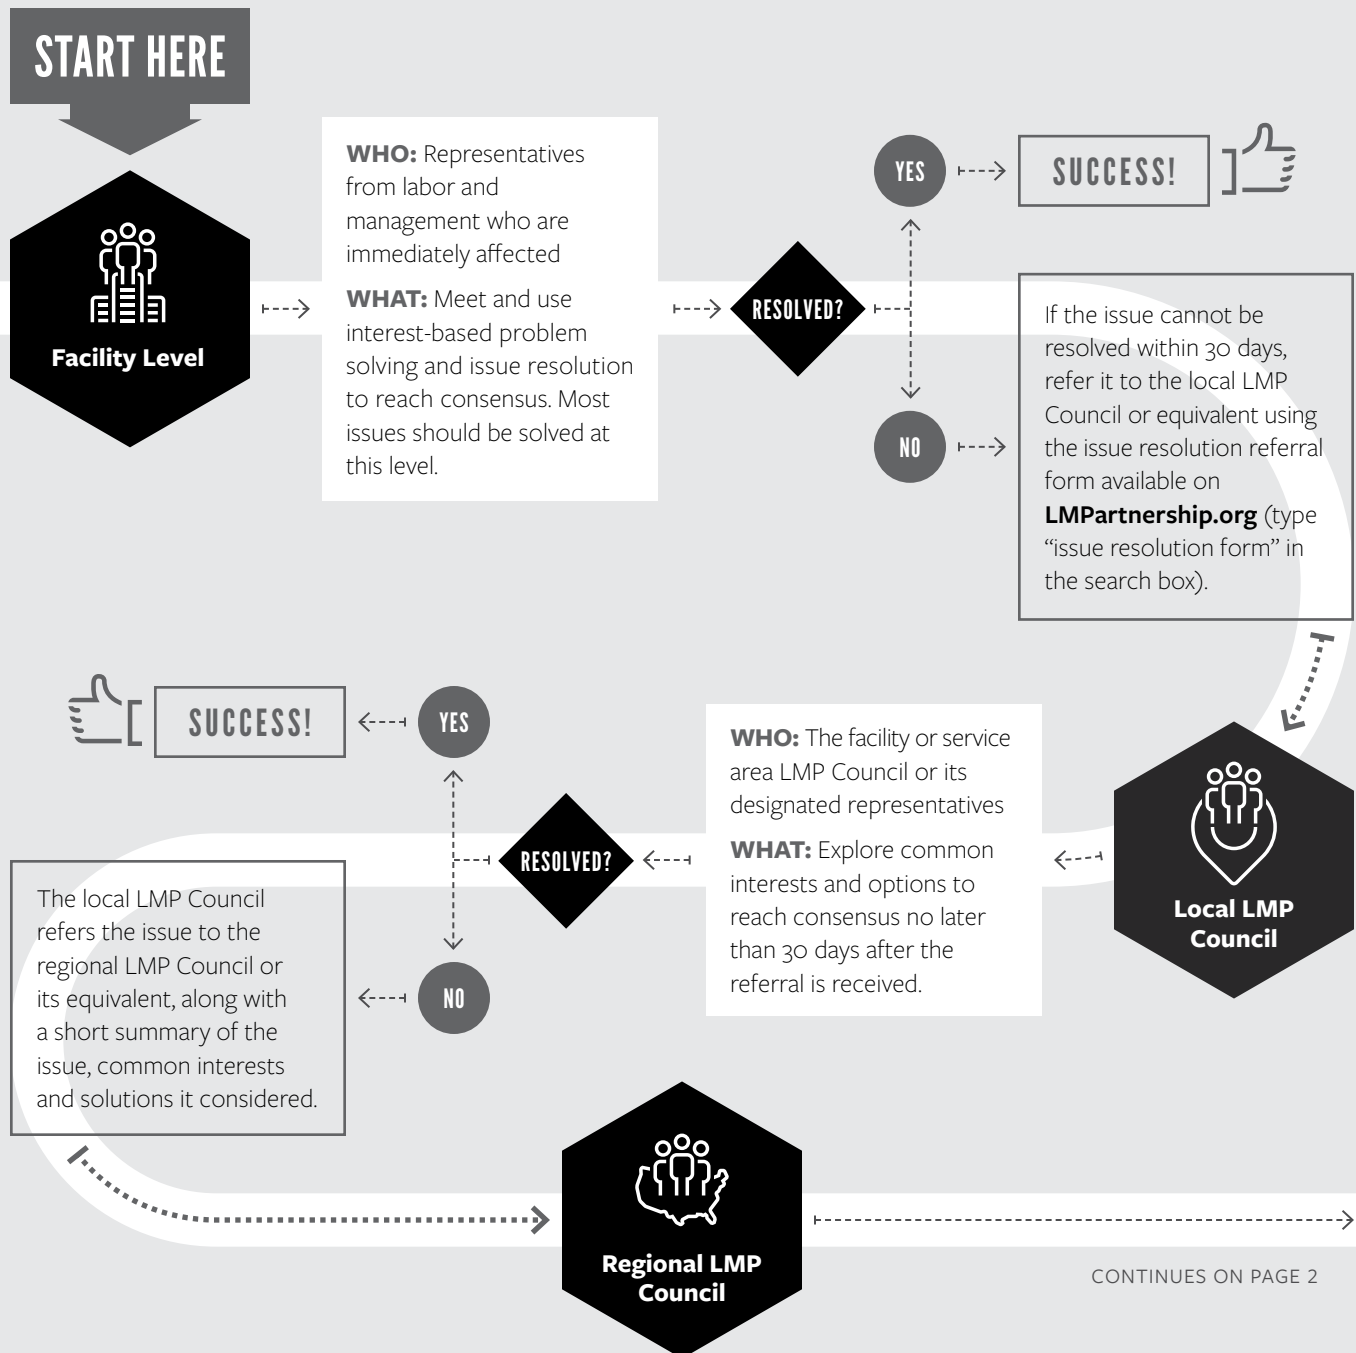 START HERE
Facility Level
WHO: Representatives
from labor and
management who are
immediately affected
WHAT: Meet and use
interest-based problem
solving and issue resolution
to reach consensus. Most
issues should be solved at
this level.
RESOLVED?
YES
SUCCESS!
NO
If the issue cannot be
resolved within 30 days,
refer it to the local LMP
Council or equivalent using
the issue resolution referral
form available on
LMPartnership.org (type
“issue resolution form” in
the search box).
Local LMP
Council
WHO: The facility or service
area LMP Council or its
designated representatives
WHAT: Explore common
interests and options to
reach consensus no later
than 30 days after the
referral is received.
RESOLVED?
YES
SUCCESS!
NO
The local LMP Council
refers the issue to the
regional LMP Council or
its equivalent, along with
a short summary of the
issue, common interests
and solutions it considered.
Regional LMP
Council
CONTINUES ON PAGE 2